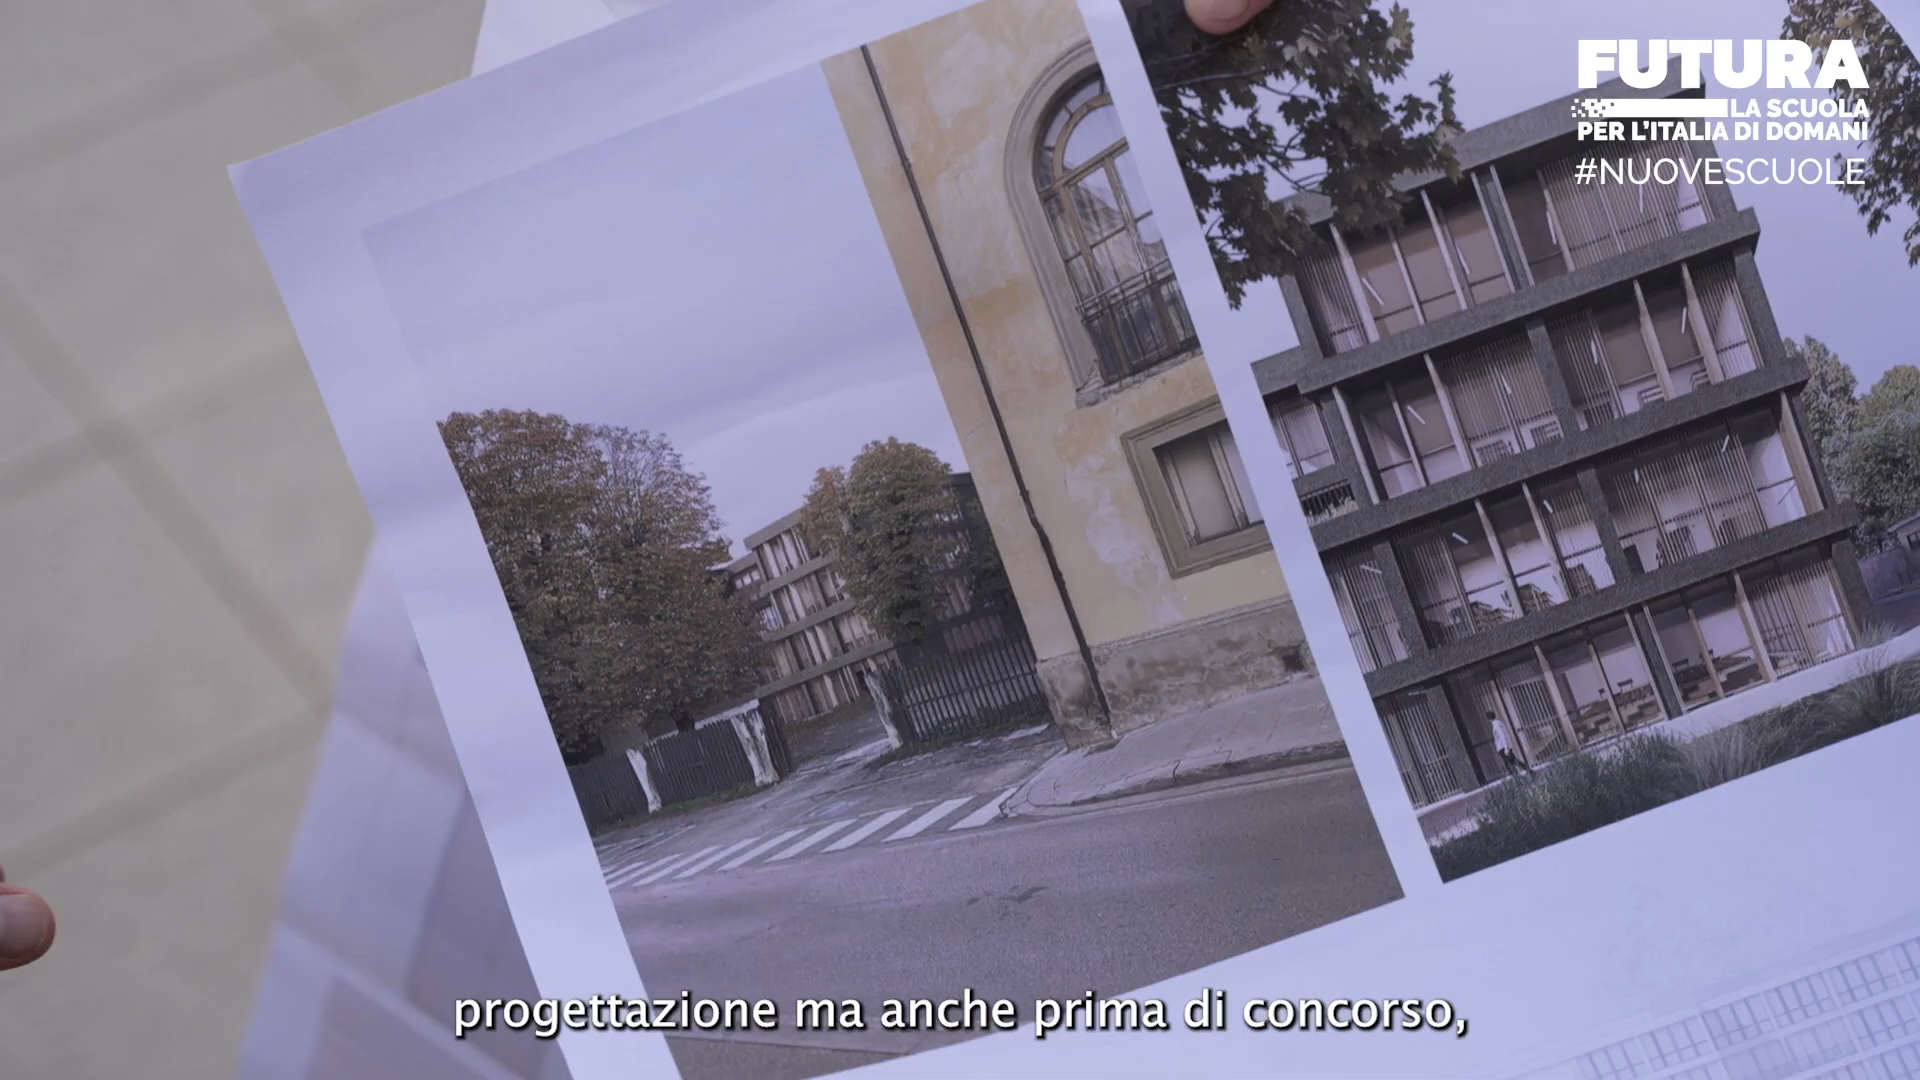 FUTURA
LA SCUOLA
PER L'ITALIA DI DOMANI
#NUOVESCUOLE
progettazione ma anche prima di concorso,